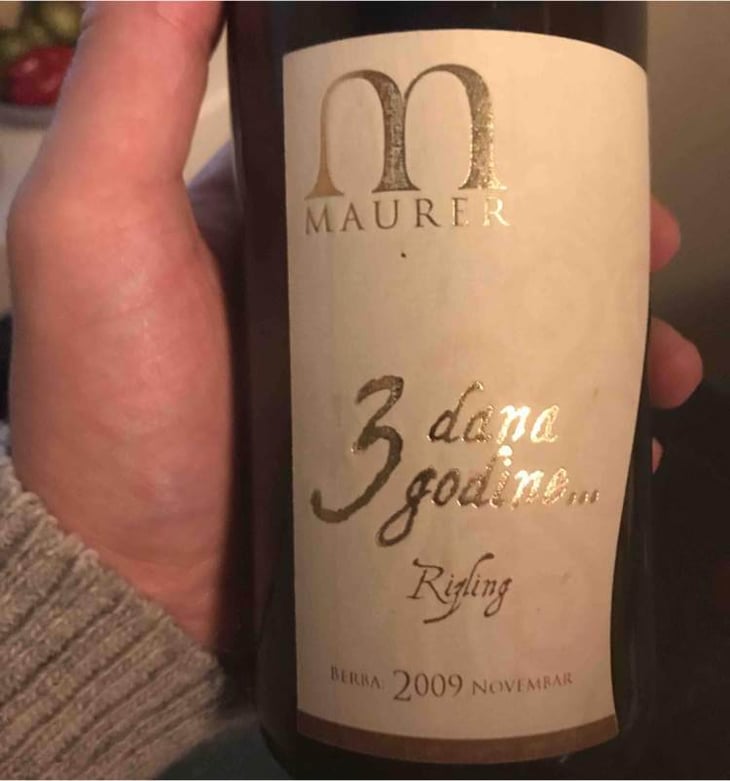 m
MAURER
3 dana
godine...
Rizling
BERBA: 2009 NOVEMBAR